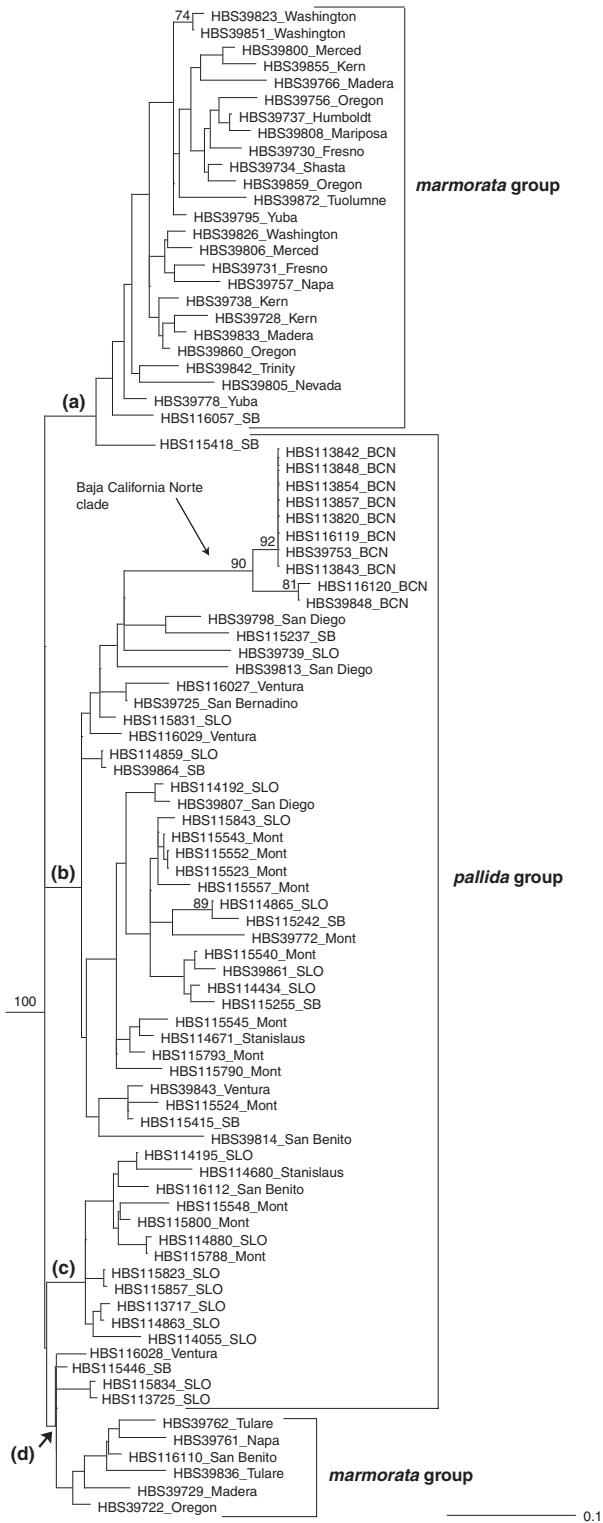 74
HBS39823_Washington
HBS39851_Washington
HBS39800_Merced
HBS39855_Kern
HBS39766_Madera
HBS39756_Oregon
HBS39737_Humboldt
HBS39808_Mariposa
HBS39730_Fresno
HBS39734_Shasta
HBS39859_Oregon
HBS39872_Tuolumne
HBS39795_Yuba
HBS39826_Washington
HBS39806_Merced
HBS39731_Fresno
HBS39757_Napa
HBS39738_Kern
HBS39728_Kern
HBS39833_Madera
HBS39860_Oregon
HBS39842_Trinity
HBS39805_Nevada
HBS39778_Yuba
HBS116057_SB
marmorata group
(a)
HBS115418_SB
HBS113842_BCN
HBS113848_BCN
HBS113854_BCN
HBS113857_BCN
HBS113820_BCN
HBS116119_BCN
HBS39753_BCN
HBS113843_BCN
HBS116120_BCN
HBS39848_BCN
Baja California Norte
clade
92
90
81
HBS39798_San Diego
HBS115237_SB
HBS39739_SLO
HBS39813_San Diego
HBS116027_Ventura
HBS39725_San Bernadino
HBS115831_SLO
HBS116029_Ventura
HBS114859_SLO
HBS39864_SB
HBS114192_SLO
HBS39807_San Diego
HBS115843_SLO
HBS115543_Mont
HBS115552_Mont
HBS115523_Mont
HBS115557_Mont
(b)
pallida group
89
HBS114865_SLO
HBS115242_SB
HBS39772_Mont
HBS115540_Mont
HBS39861_SLO
HBS114434_SLO
HBS115255_SB
100
HBS115545_Mont
HBS114671_Stanislaus
HBS115793_Mont
HBS115790_Mont
HBS39843_Ventura
HBS115524_Mont
HBS115415_SB
HBS39814_San Benito
HBS114195_SLO
HBS114680_Stanislaus
HBS116112_San Benito
HBS115548_Mont
HBS115800_Mont
HBS114880_SLO
HBS115788_Mont
(c)
HBS115823_SLO
HBS115857_SLO
HBS113717_SLO
HBS114863_SLO
HBS114055_SLO
HBS116028_Ventura
HBS115446_SB
HBS115834_SLO
HBS113725_SLO
(d)
HBS39762_Tulare
HBS39761_Napa
HBS116110_San Benito
HBS39836_Tulare
HBS39729_Madera
HBS39722_Oregon
marmorata group
0.1